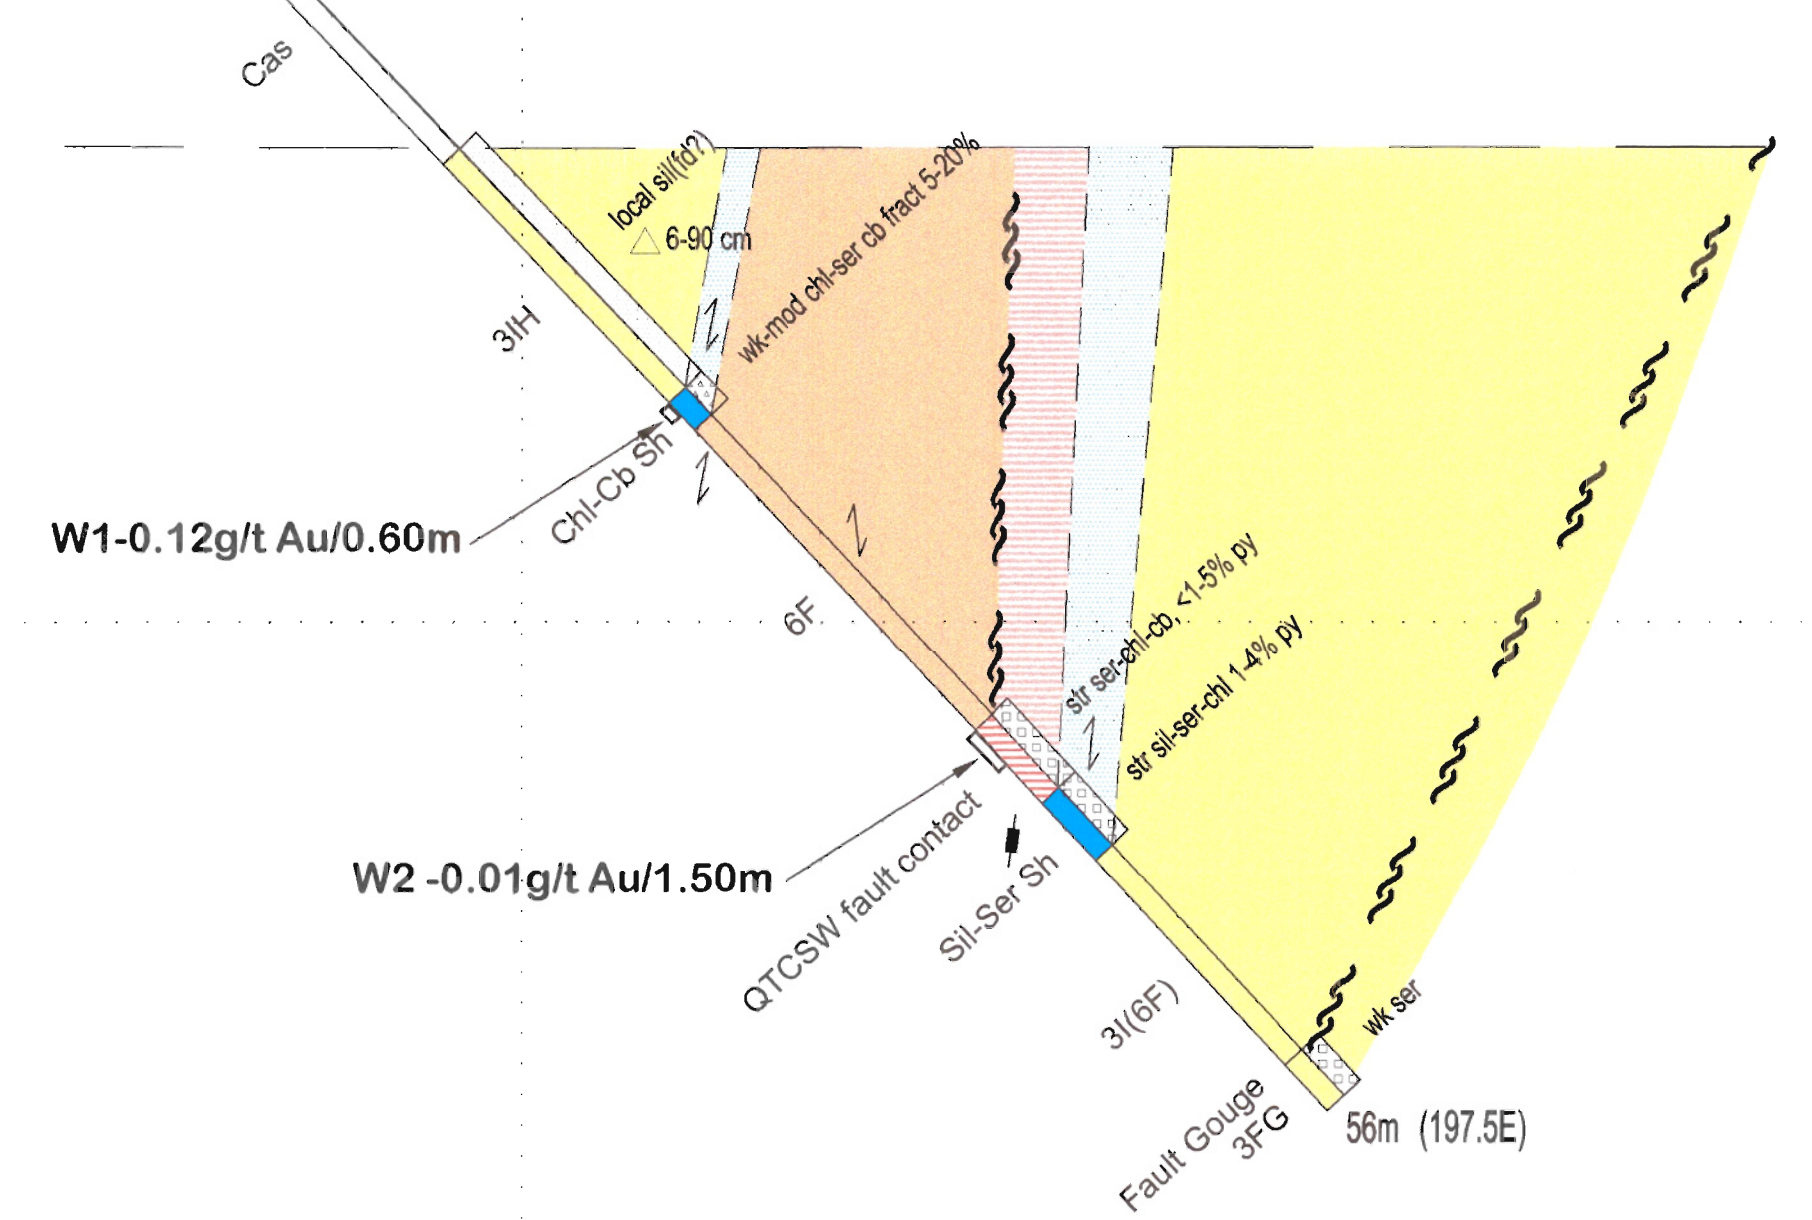 Cas
local sil(fd?)
6-90 cm
wk-mod chl-ser cb fract 5-20%
3IH
Chl-Cb Sh
W1-0.12g/t Au/0.60m
6F
str ser-chl-cb, <1-5% py
str sil-ser-chl 1-4% py
W2 -0.01g/t Au/1.50m
QTCSW fault contact
Sil-Ser Sh
3I(6F)
wk ser
Fault Gouge
3FG
56m (197.5E)